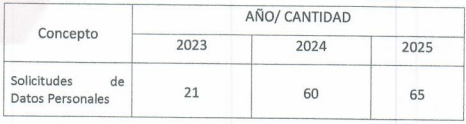 Concepto AÑO/ CANTIDAD
2023 2024 2025
Solicitudes de
Datos Personales 21 60 65